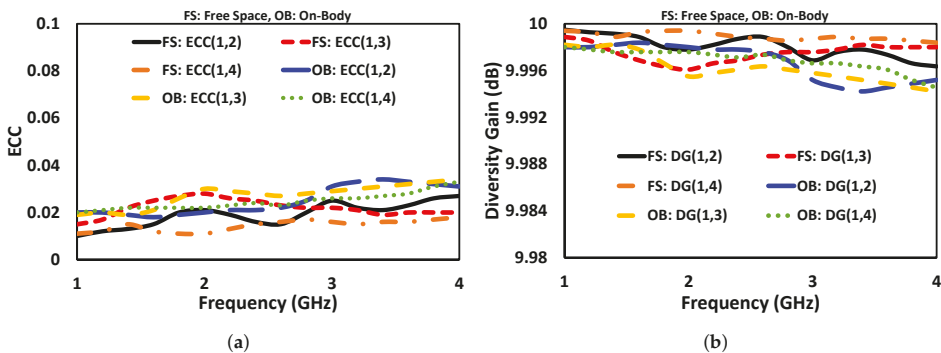 FS: Free Space, OB: On-Body
0.1
0.08
0.06
0.04
0.02
0
ECC
FS: ECC(1,2)
FS: ECC(1,3)
FS: ECC(1,4)
OB: ECC(1,2)
OB: ECC(1,3)
OB: ECC(1,4)
1 2 3 4
Frequency (GHz)
(a)
FS: Free Space, OB: On-Body
10
9.996
9.992
9.988
9.984
9.98
Diversity Gain (dB)
FS: DG(1,2)
FS: DG(1,3)
FS: DG(1,4)
OB: DG(1,2)
OB: DG(1,3)
OB: DG(1,4)
1 2 3 4
Frequency (GHz)
(b)